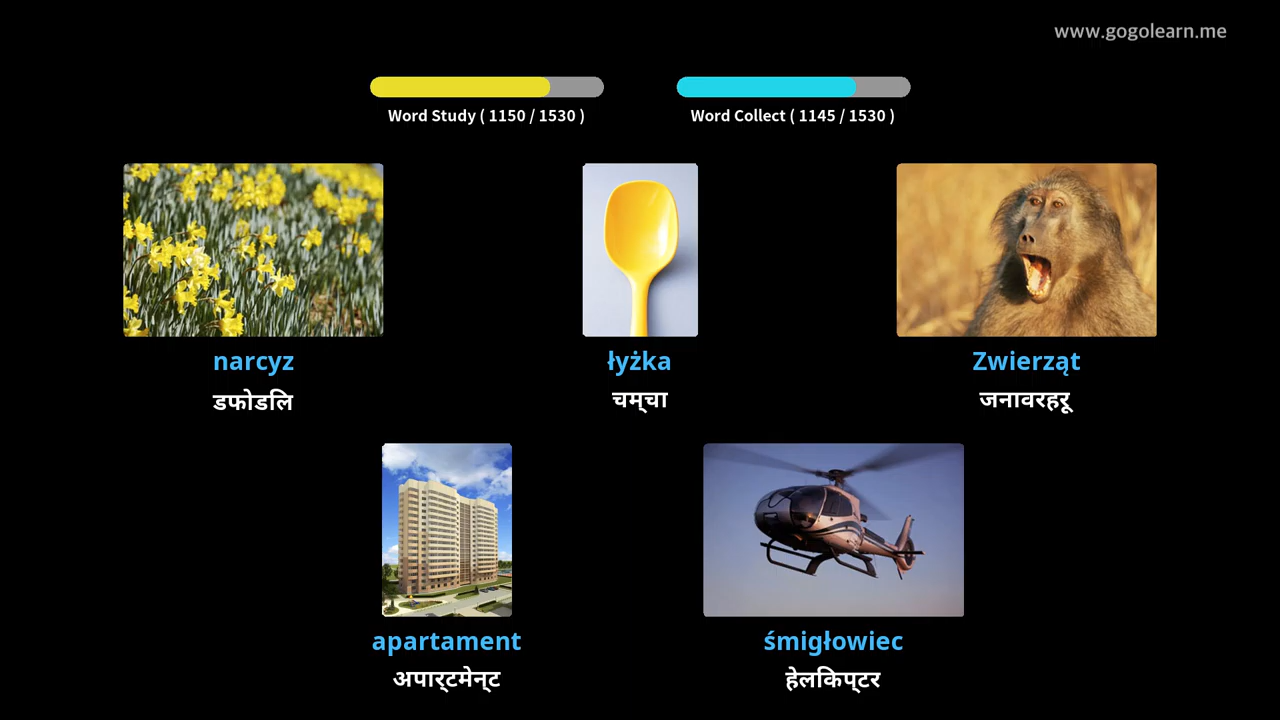 www.gogolearn.me
Word Study ( 1150 / 1530 )
Word Collect ( 1145 / 1530 )
narcyz
łyżka
Zwierząt
डफोडलि
चम्चा
जनावरहरू
apartament
śmigłowiec
अपार्टमेन्ट
हेलकिप्टर